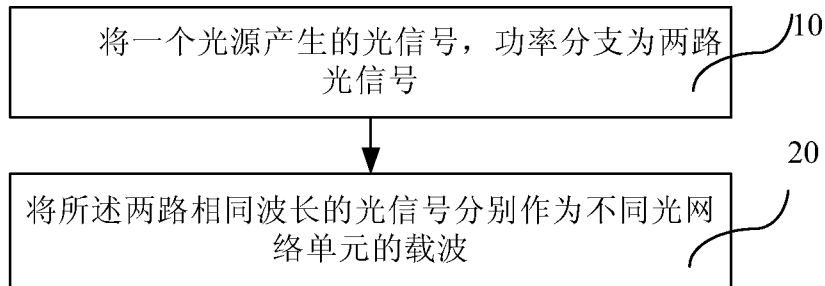 将一个光源产生的光信号，功率分支为两路
光信号
10
将所述两路相同波长的光信号分别作为不同光网
络单元的载波
20